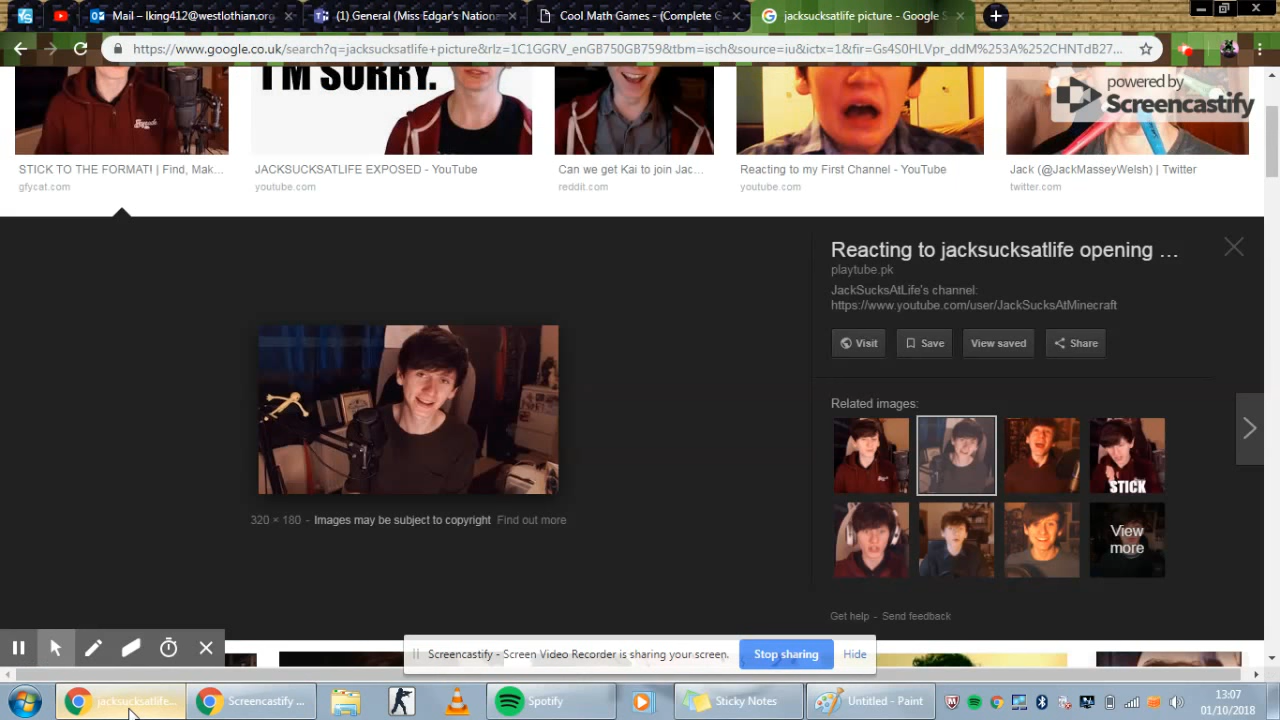 Mail – lking412@westlothian.org
(1) General (Miss Edgar's Nation
Cool Math Games - (Complete G
jacksucksatlife picture - Google S
https://www.google.co.uk/search?q=jacksucksatlife+picture&rlz=1C1GGRV_enGB750GB759&tbm=isch&source=iu&ictx=1&fir=Gs4S0HLVpr_ddM%253A%252CHNTdB27...
I'M SORRY.
powered by
Screencastify
STICK TO THE FORMAT! | Find, Mak...
gfycat.com
JACKSUCKSATLIFE EXPOSED - YouTube
youtube.com
Can we get Kai to join Jac...
reddit.com
Reacting to my First Channel - YouTube
youtube.com
Jack (@JackMasseyWelsh) | Twitter
twitter.com
Reacting to jacksucksatlife opening ...
playtube.pk
JackSucksAtLife's channel:
https://www.youtube.com/user/JackSucksAtMinecraft
Visit
Save
View saved
Share
Related images:
STICK
View
more
320 × 180 - Images may be subject to copyright Find out more
Get help - Send feedback
Screencastify - Screen Video Recorder is sharing your screen.
Stop sharing
Hide
jacksucksatlife...
Screencastify ...
Spotify
Sticky Notes
Untitled - Paint
13:07
01/10/2018